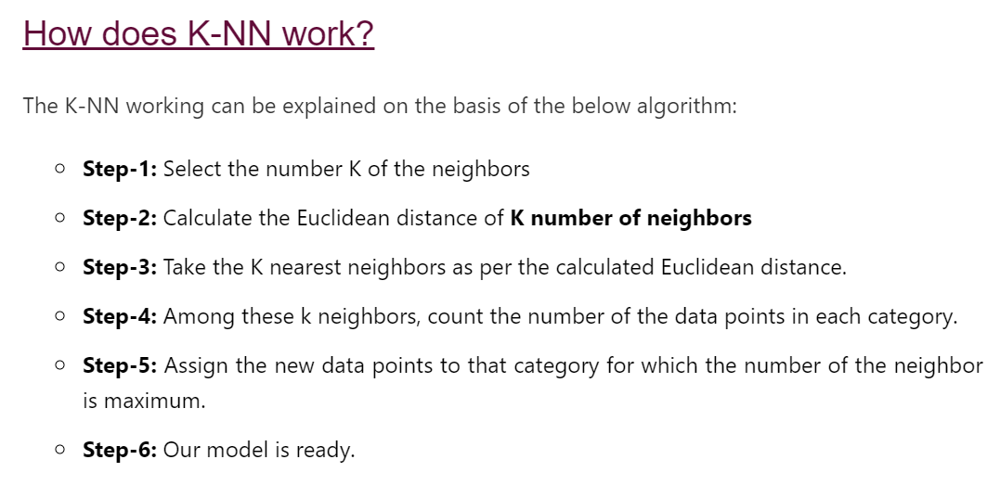 How does K-NN work?
The K-NN working can be explained on the basis of the below algorithm:
Step-1: Select the number K of the neighbors
Step-2: Calculate the Euclidean distance of K number of neighbors
Step-3: Take the K nearest neighbors as per the calculated Euclidean distance.
Step-4: Among these k neighbors, count the number of the data points in each category.
Step-5: Assign the new data points to that category for which the number of the neighbor
is maximum.
Step-6: Our model is ready.